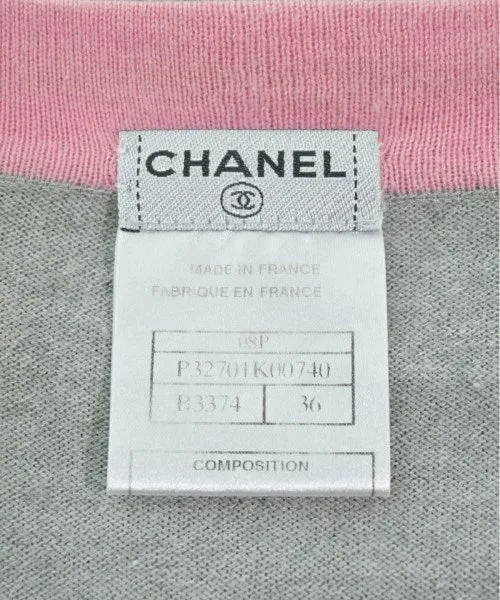 CHANEL
MADE IN FRANCE
FABRIQUE EN FRANCE
08P
P32701K00740
B3374 36
COMPOSITION